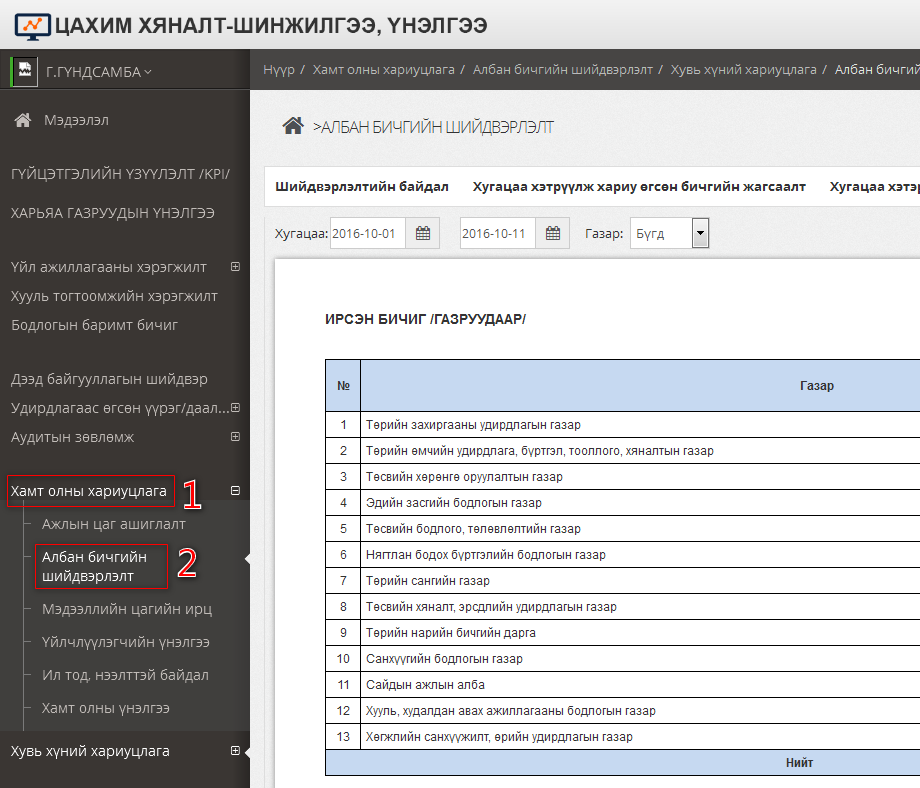 ЦАХИМ ХЯНАЛТ-ШИНЖИЛГЭЭ, ҮНЭЛГЭЭ
Г.ГҮНДСАМБА
Нүүр / Хамт олны хариуцлага / Албан бичгийн шийдвэрлэлт / Хувь хүний хариуцлага / Албан бичгий
Мэдээлэл
>АЛБАН БИЧГИЙН ШИЙДВЭРЛЭЛТ
ГҮЙЦЭТГЭЛИЙН ҮЗҮҮЛЭЛТ /KPI/
ХАРЬЯА ГАЗРУУДЫН ҮНЭЛГЭЭ
Үйл ажиллагааны хэрэгжилт
Хууль тогтоомжийн хэрэгжилт
Бодлогын баримт бичиг
Дээд байгууллагын шийдвэр
Удирдлагаас өгсөн үүрэг/даал...
Аудитын зөвлөмж
Хамт олны хариуцлага 1
Ажлын цаг ашиглалт
Албан бичгийн
шийдвэрлэлт 2
Мэдээллийн цагийн ирц
Үйлчлүүлэгчийн үнэлгээ
Ил тод, нээлттэй байдал
Хамт олны үнэлгээ
Хувь хүний хариуцлага
Шийдвэрлэлтийн байдал Хугацаа хэтрүүлж хариу өгсөн бичгийн жагсаалт Хугацаа хэтэр
Хугацаа: 2016-10-01 2016-10-11 Газар: Бүгд
ИРСЭН БИЧИГ /ГАЗРУУДААР/
№ Газар
1 Төрийн захиргааны удирдлагын газар
2 Төрийн өмчийн удирдлага, бүртгэл, тооллого, хяналтын газар
3 Төсвийн хөрөнгө оруулалтын газар
4 Эдийн засгийн бодлогын газар
5 Төсвийн бодлого, төлөвлөлтийн газар
6 Нягтлан бодох бүртгэлийн бодлогын газар
7 Төрийн сангийн газар
8 Төсвийн хяналт, эрсдлийн удирдлагын газар
9 Төрийн нарийн бичгийн дарга
10 Санхүүгийн бодлогын газар
11 Сайдын ажлын алба
12 Хууль, худалдан авах ажиллагааны бодлогын газар
13 Хөгжлийн санхүүжилт, өрийн удирдлагын газар
Нийт